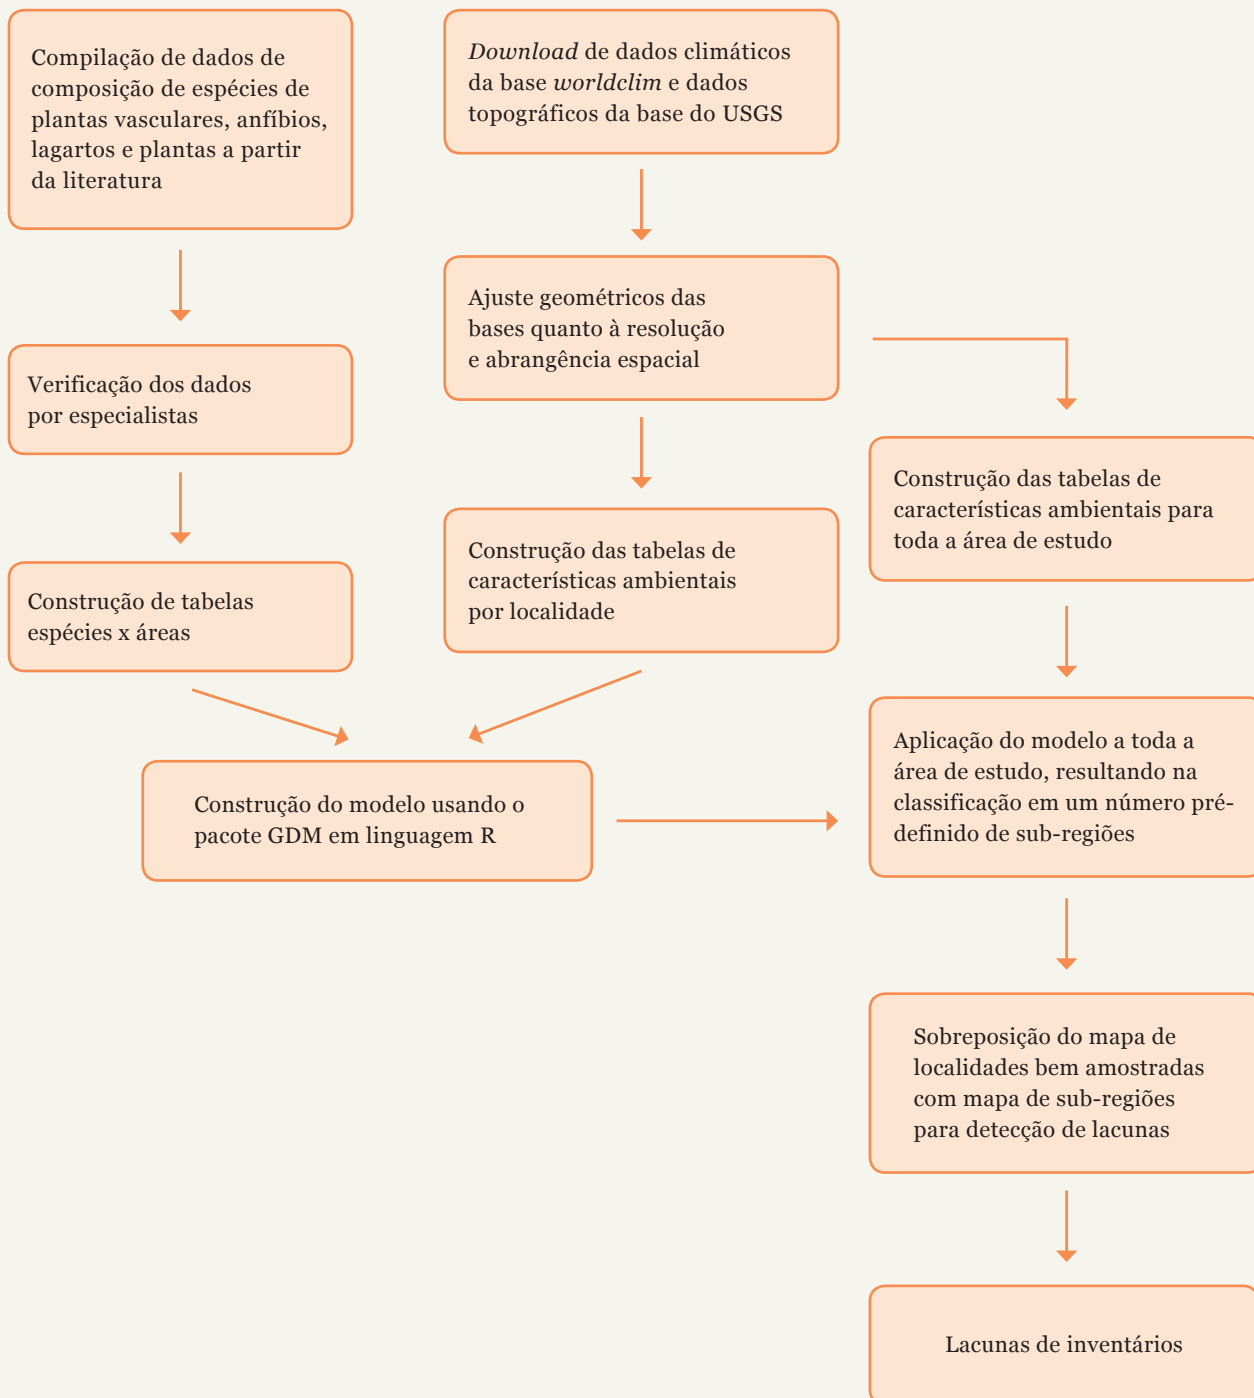 Compilação de dados de
composição de espécies de
plantas vasculares, anfíbios,
lagartos e plantas a partir
da literatura
Verificação dos dados
por especialistas
Construção de tabelas
espécies x áreas
Download de dados climáticos
da base worldclim e dados
topográficos da base do USGS
Ajuste geométricos das
bases quanto à resolução
e abrangência espacial
Construção das tabelas de
características ambientais
por localidade
Construção do modelo usando o
pacote GDM em linguagem R
Construção das tabelas de
características ambientais para
toda a área de estudo
Aplicação do modelo a toda a
área de estudo, resultando na
classificação em um número pré-
definido de sub-regiões
Sobreposição do mapa de
localidades bem amostradas
com mapa de sub-regiões
para detecção de lacunas
Lacunas de inventários